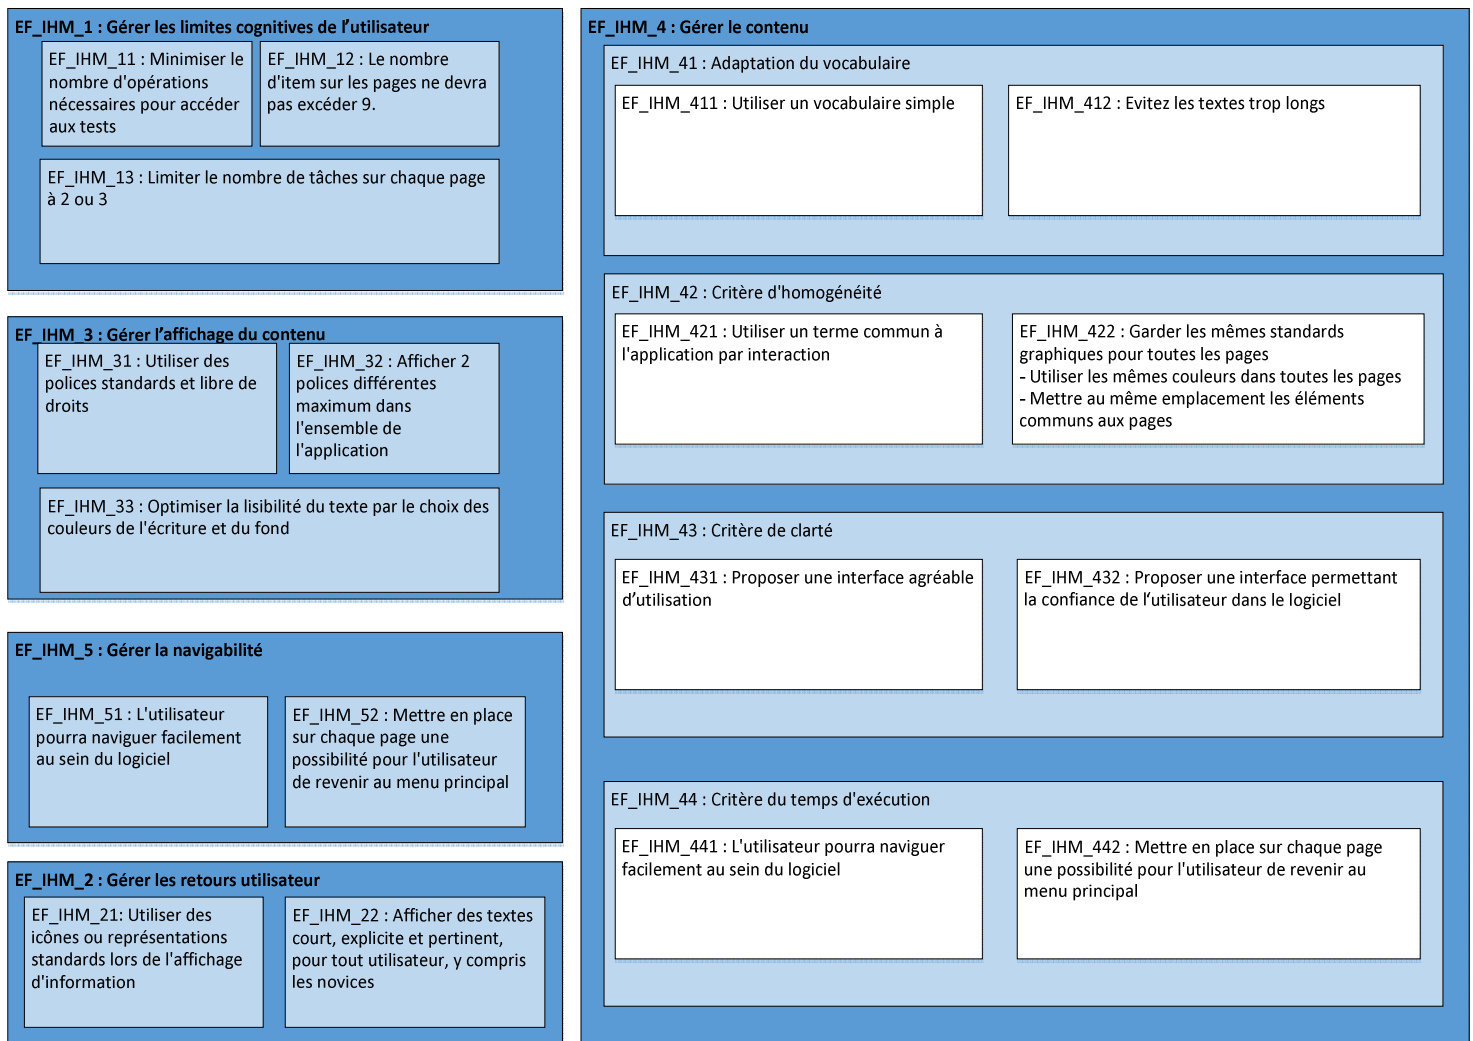 EF_IHM_1 : Gérer les limites cognitives de l’utilisateur
EF_IHM_11 : Minimiser le
nombre d'opérations
nécessaires pour accéder
aux tests
EF_IHM_12 : Le nombre
d'item sur les pages ne devra
pas excéder 9.
EF_IHM_13 : Limiter le nombre de tâches sur chaque page
à 2 ou 3
EF_IHM_3 : Gérer l’affichage du contenu
EF_IHM_31 : Utiliser des
polices standards et libre de
droits
EF_IHM_32 : Afficher 2
polices différentes
maximum dans
l'ensemble de
l'application
EF_IHM_33 : Optimiser la lisibilité du texte par le choix des
couleurs de l'écriture et du fond
EF_IHM_5 : Gérer la navigabilité
EF_IHM_51 : L'utilisateur
pourra naviguer facilement
au sein du logiciel
EF_IHM_52 : Mettre en place
sur chaque page une
possibilité pour l'utilisateur
de revenir au menu principal
EF_IHM_2 : Gérer les retours utilisateur
EF_IHM_21: Utiliser des
icônes ou représentations
standards lors de l'affichage
d'information
EF_IHM_22 : Afficher des textes
court, explicite et pertinent,
pour tout utilisateur, y compris
les novices
EF_IHM_4 : Gérer le contenu
EF_IHM_41 : Adaptation du vocabulaire
EF_IHM_411 : Utiliser un vocabulaire simple
EF_IHM_412 : Evitez les textes trop longs
EF_IHM_42 : Critère d'homogénéité
EF_IHM_421 : Utiliser un terme commun à
l'application par interaction
EF_IHM_422 : Garder les mêmes standards
graphiques pour toutes les pages
- Utiliser les mêmes couleurs dans toutes les pages
- Mettre au même emplacement les éléments
communs aux pages
EF_IHM_43 : Critère de clarté
EF_IHM_431 : Proposer une interface agréable
d’utilisation
EF_IHM_432 : Proposer une interface permettant
la confiance de l‘utilisateur dans le logiciel
EF_IHM_44 : Critère du temps d'exécution
EF_IHM_441 : L'utilisateur pourra naviguer
facilement au sein du logiciel
EF_IHM_442 : Mettre en place sur chaque page
une possibilité pour l'utilisateur de revenir au
menu principal